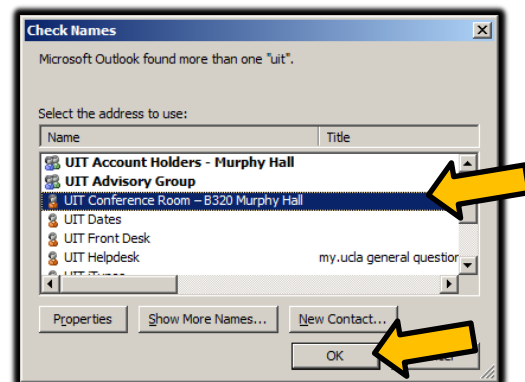 Check Names
Microsoft Outlook found more than one "uit".
Select the address to use:
Name Title
UIT Account Holders - Murphy Hall
UIT Advisory Group
UIT Conference Room – B320 Murphy Hall
UIT Dates
UIT Front Desk
UIT Helpdesk my.ucla general question
UIT iTunes
Properties Show More Names... New Contact...
OK